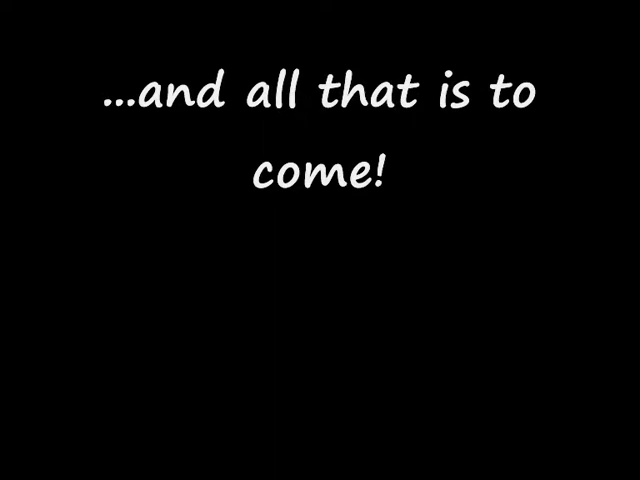 ...and all that is to
come!